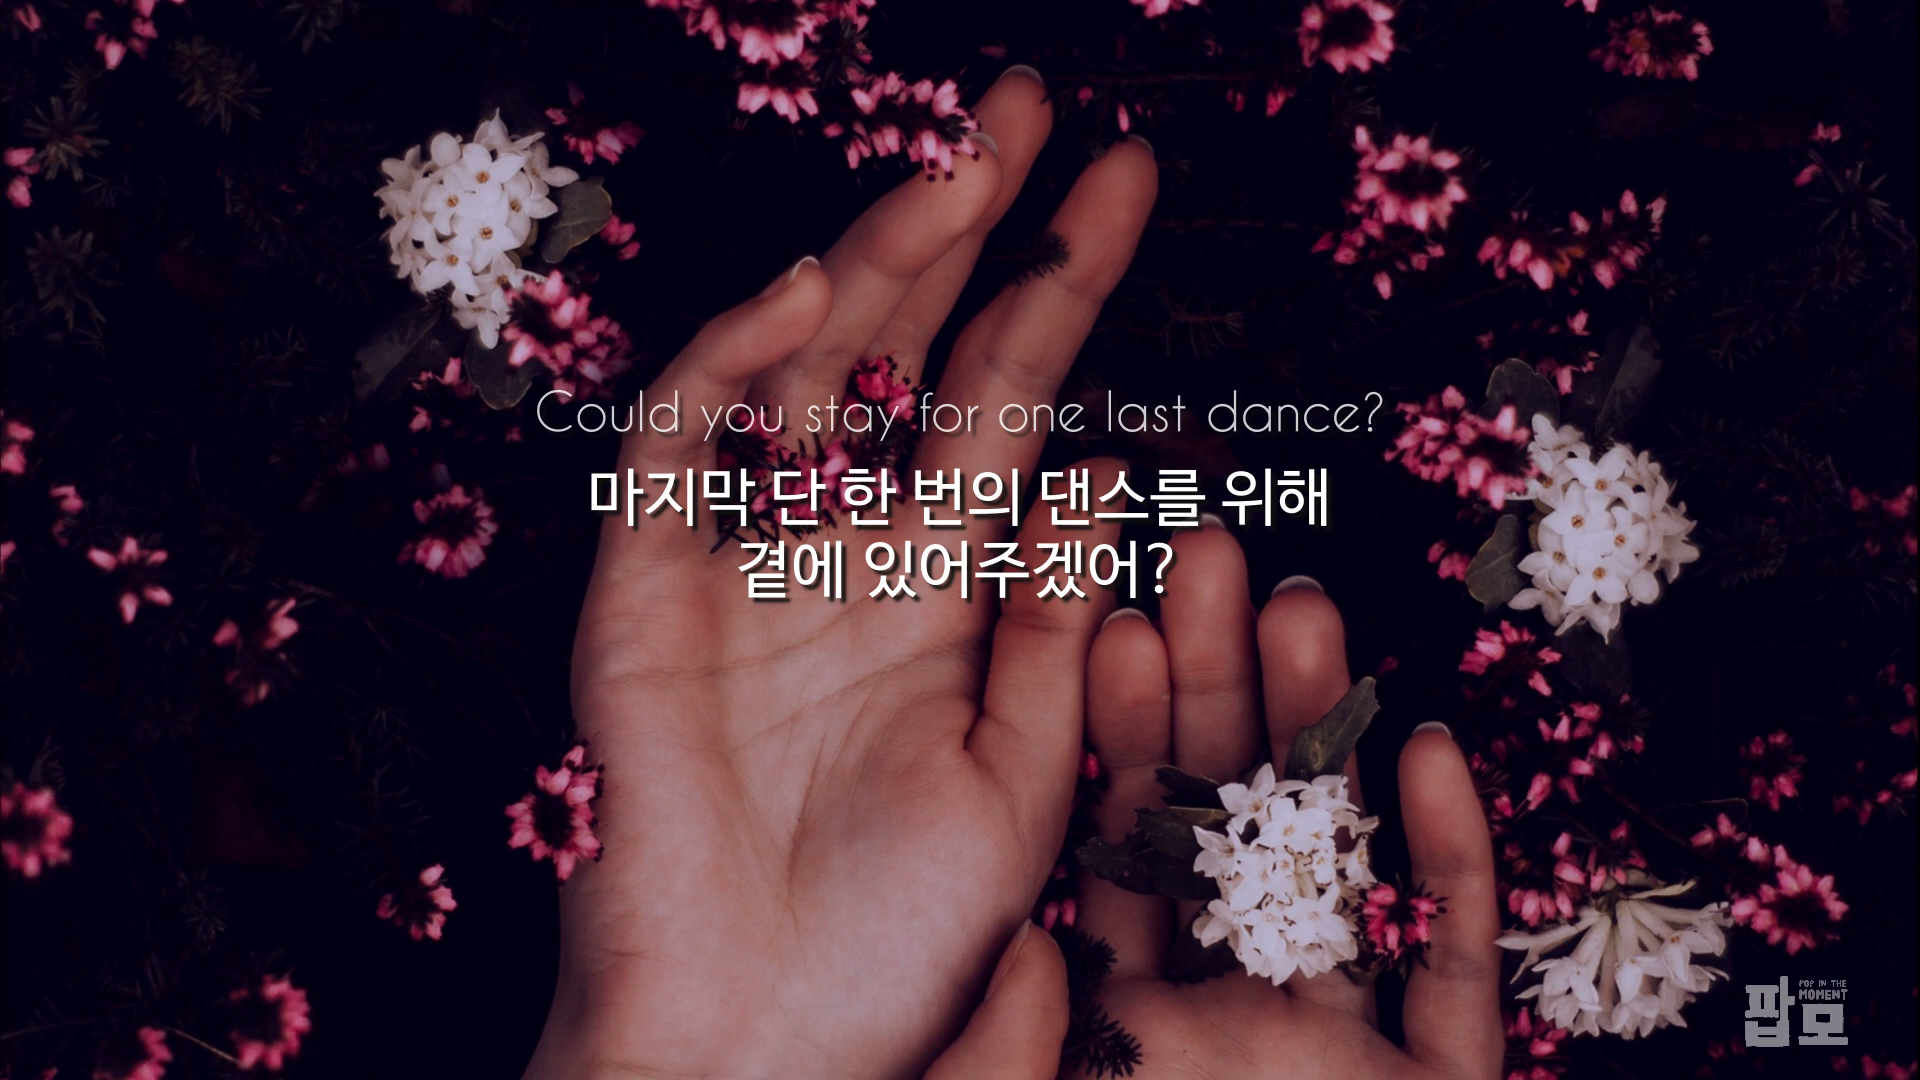 Could you stay for one last dance?
마지막 단 한 번의 댄스를 위해
곁에 있어주겠어?
팝모
POP IN THE
MOMENT